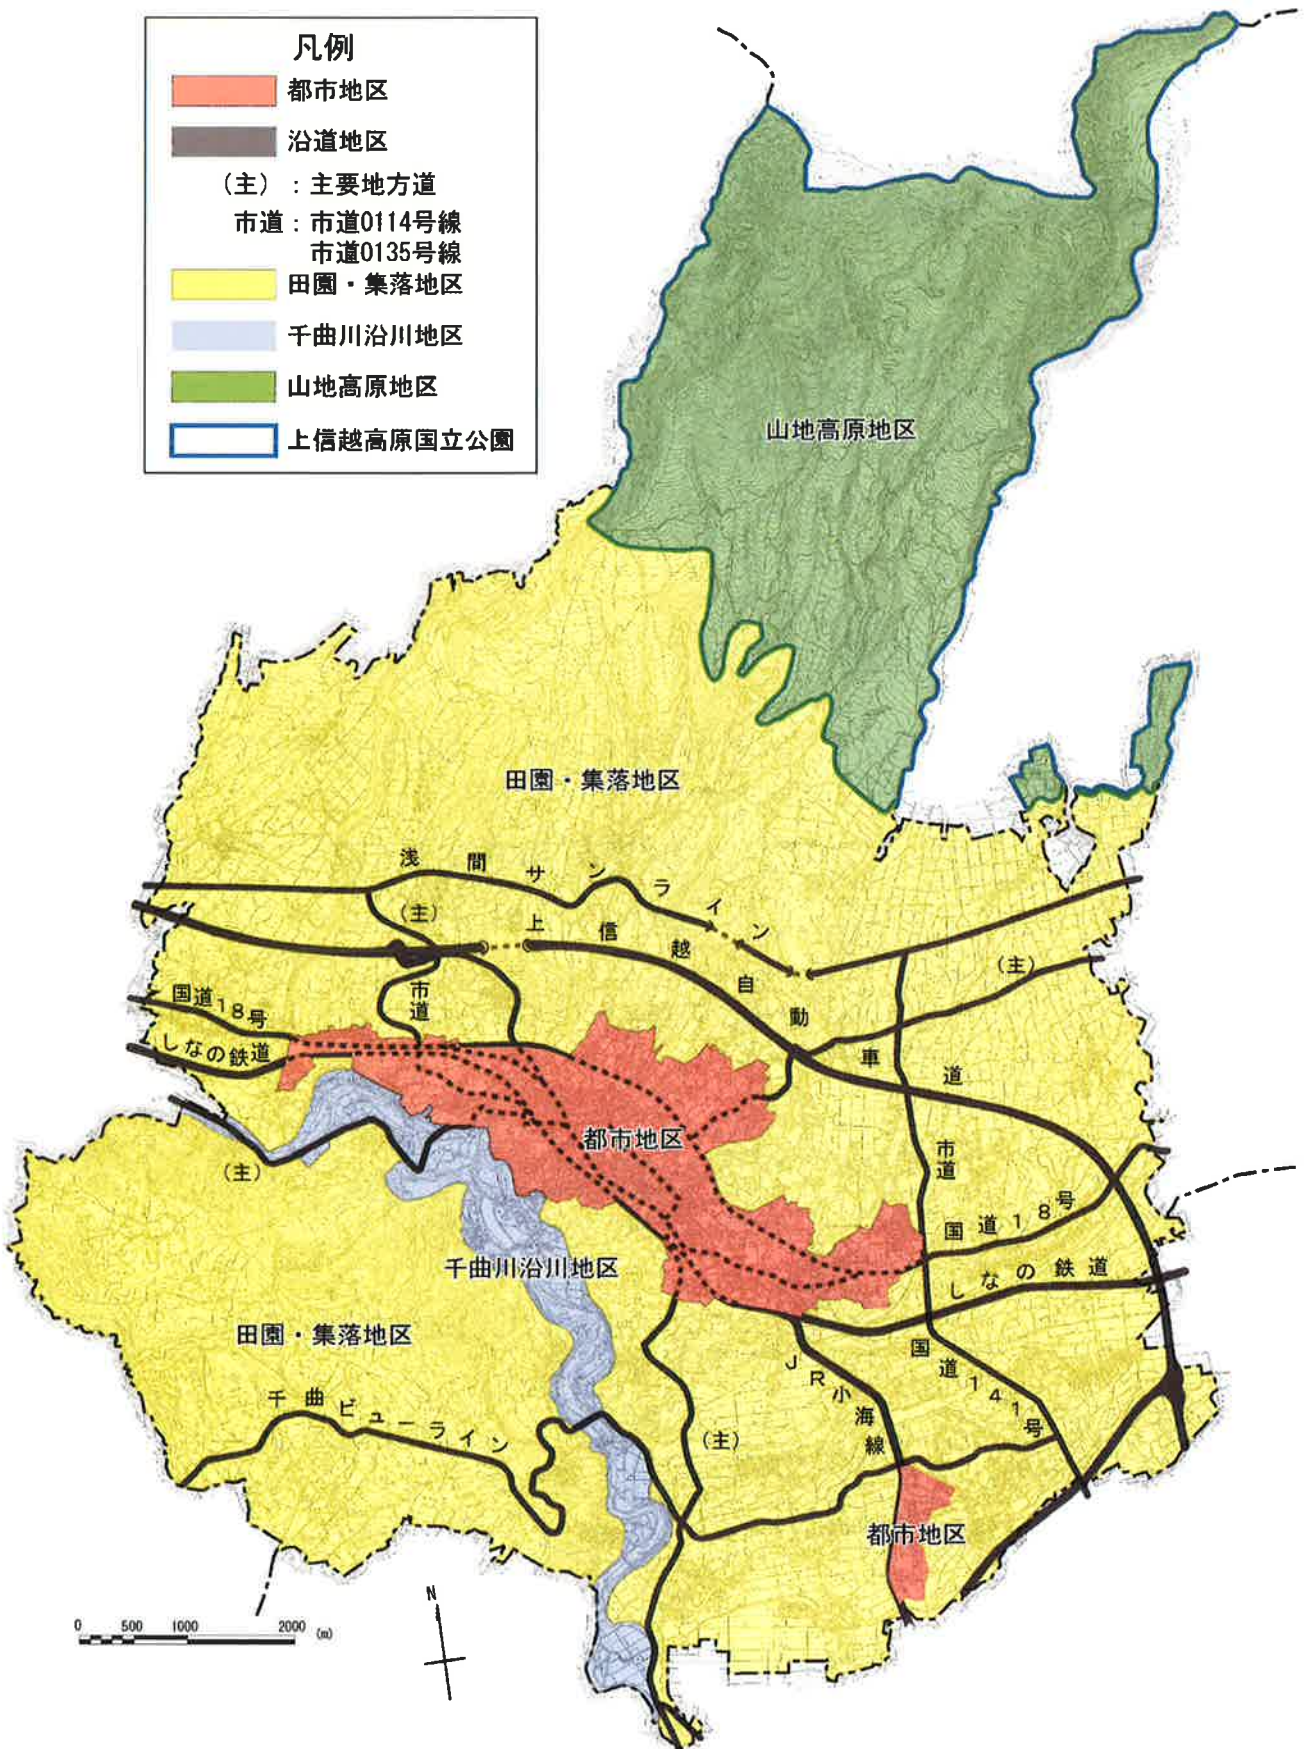 凡例
都市地区
沿道地区
(主)：主要地方道
市道：市道0114号線
市道0135号線
田園・集落地区
千曲川沿川地区
山地高原地区
上信越高原国立公園
山地高原地区
田園・集落地区
浅間サンライン
(主)
上信越自動車道
(主)
市道
国道18号
しなの鉄道
都市地区
市道
(主)
国道18号
しなの鉄道
千曲川沿川地区
田園・集落地区
国道141号
JR小海線
千曲ビューライン
(主)
都市地区
N
0 500 1000 2000 (m)